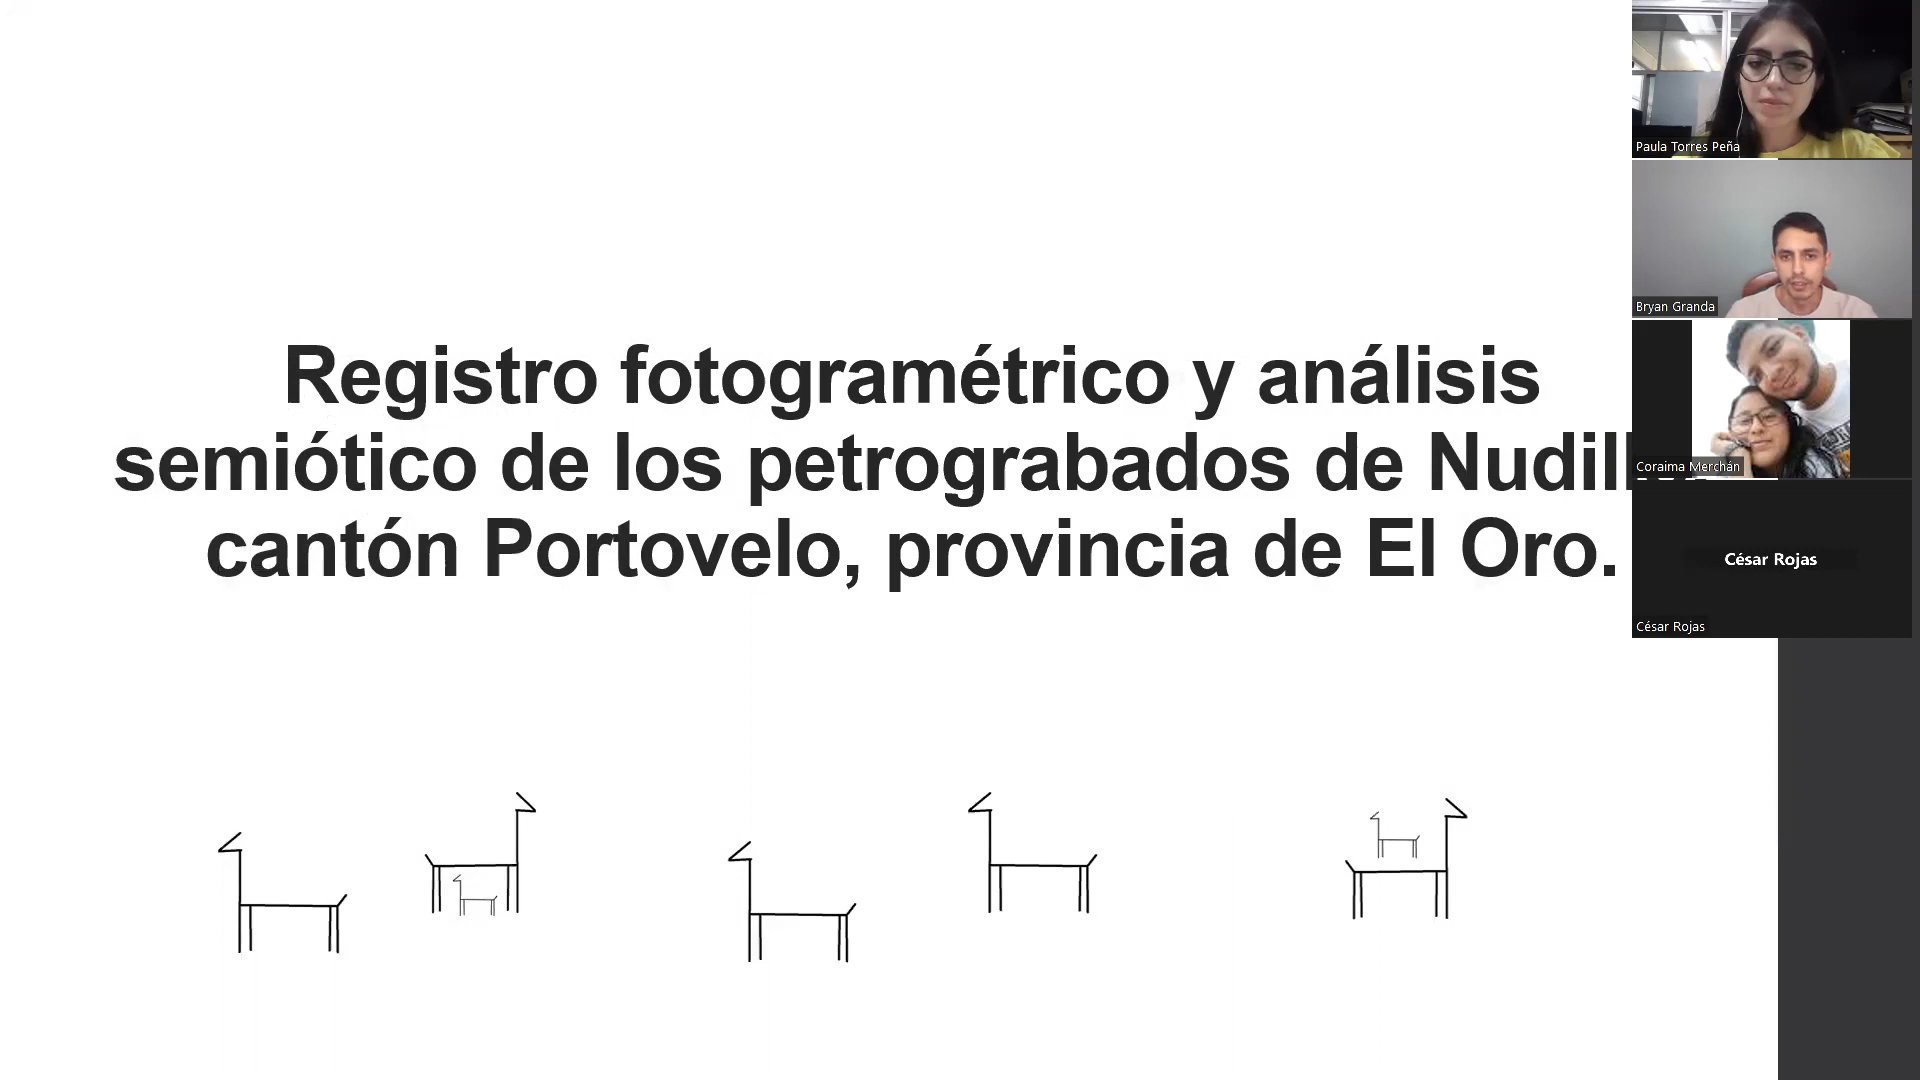 Registro fotogramétrico y análisis
semiótico de los petrograbados de
cantón Portovelo, provincia de El Oro.
Paula Torres Peña
Bryan Granda
Coraima Merchán
César Rojas
César Rojas